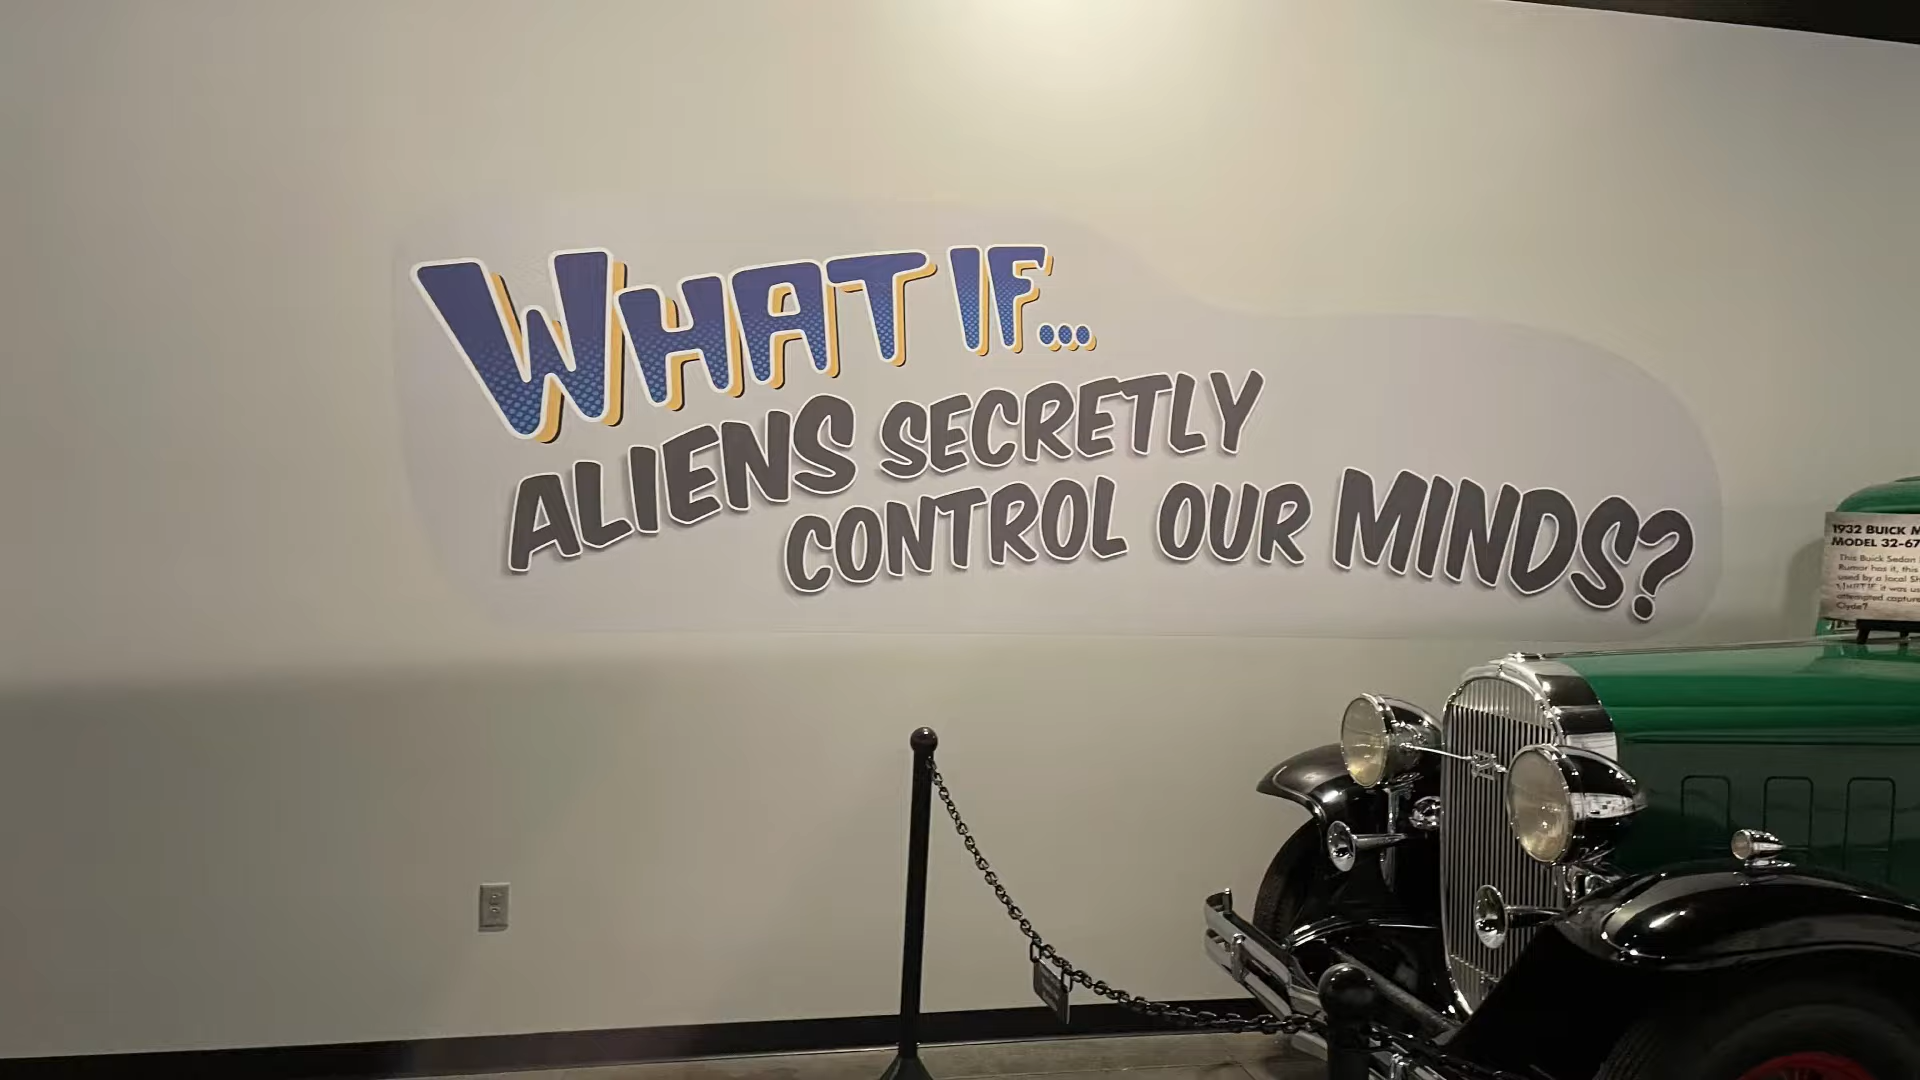 WHAT IF...
ALIENS SECRETLY
CONTROL OUR MINDS?
1932 BUICK
MODEL 32-67
This Buick Sedan
Rumor has it, this
used by a local
WHAT IF it was
attempted capture
Clyde?